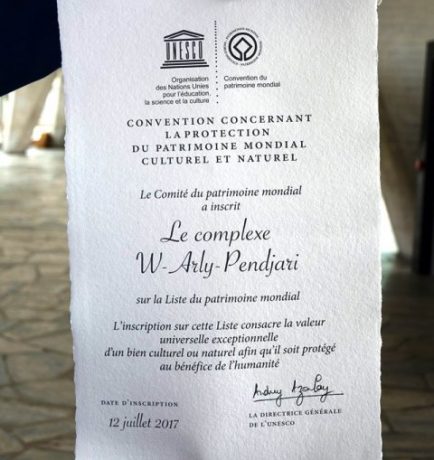 UNESCO
Organisation
des Nations Unies
pour l'éducation,
la science et la culture
Convention du
patrimoine mondial
CONVENTION CONCERNANT
LA PROTECTION
DU PATRIMOINE MONDIAL
CULTUREL ET NATUREL
Le Comité du patrimoine mondial
a inscrit
Le complexe
W-Arly-Pendjari
sur la Liste du patrimoine mondial
L'inscription sur cette Liste consacre la valeur
universelle exceptionnelle
d'un bien culturel ou naturel afin qu'il soit protégé
au bénéfice de l'humanité
DATE D'INSCRIPTION
12 juillet 2017
LA DIRECTRICE GÉNÉRALE
DE L'UNESCO